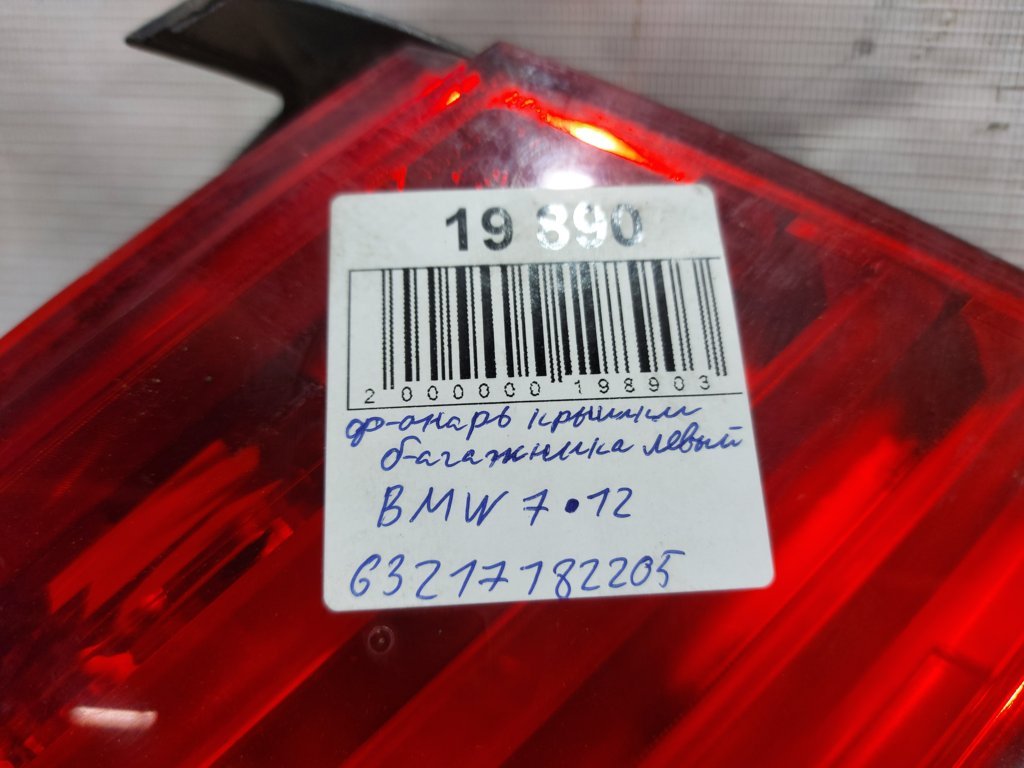 19 890
2 000000 198903
фонарь крышки
багажника левый
BMW 7•12
63217182205